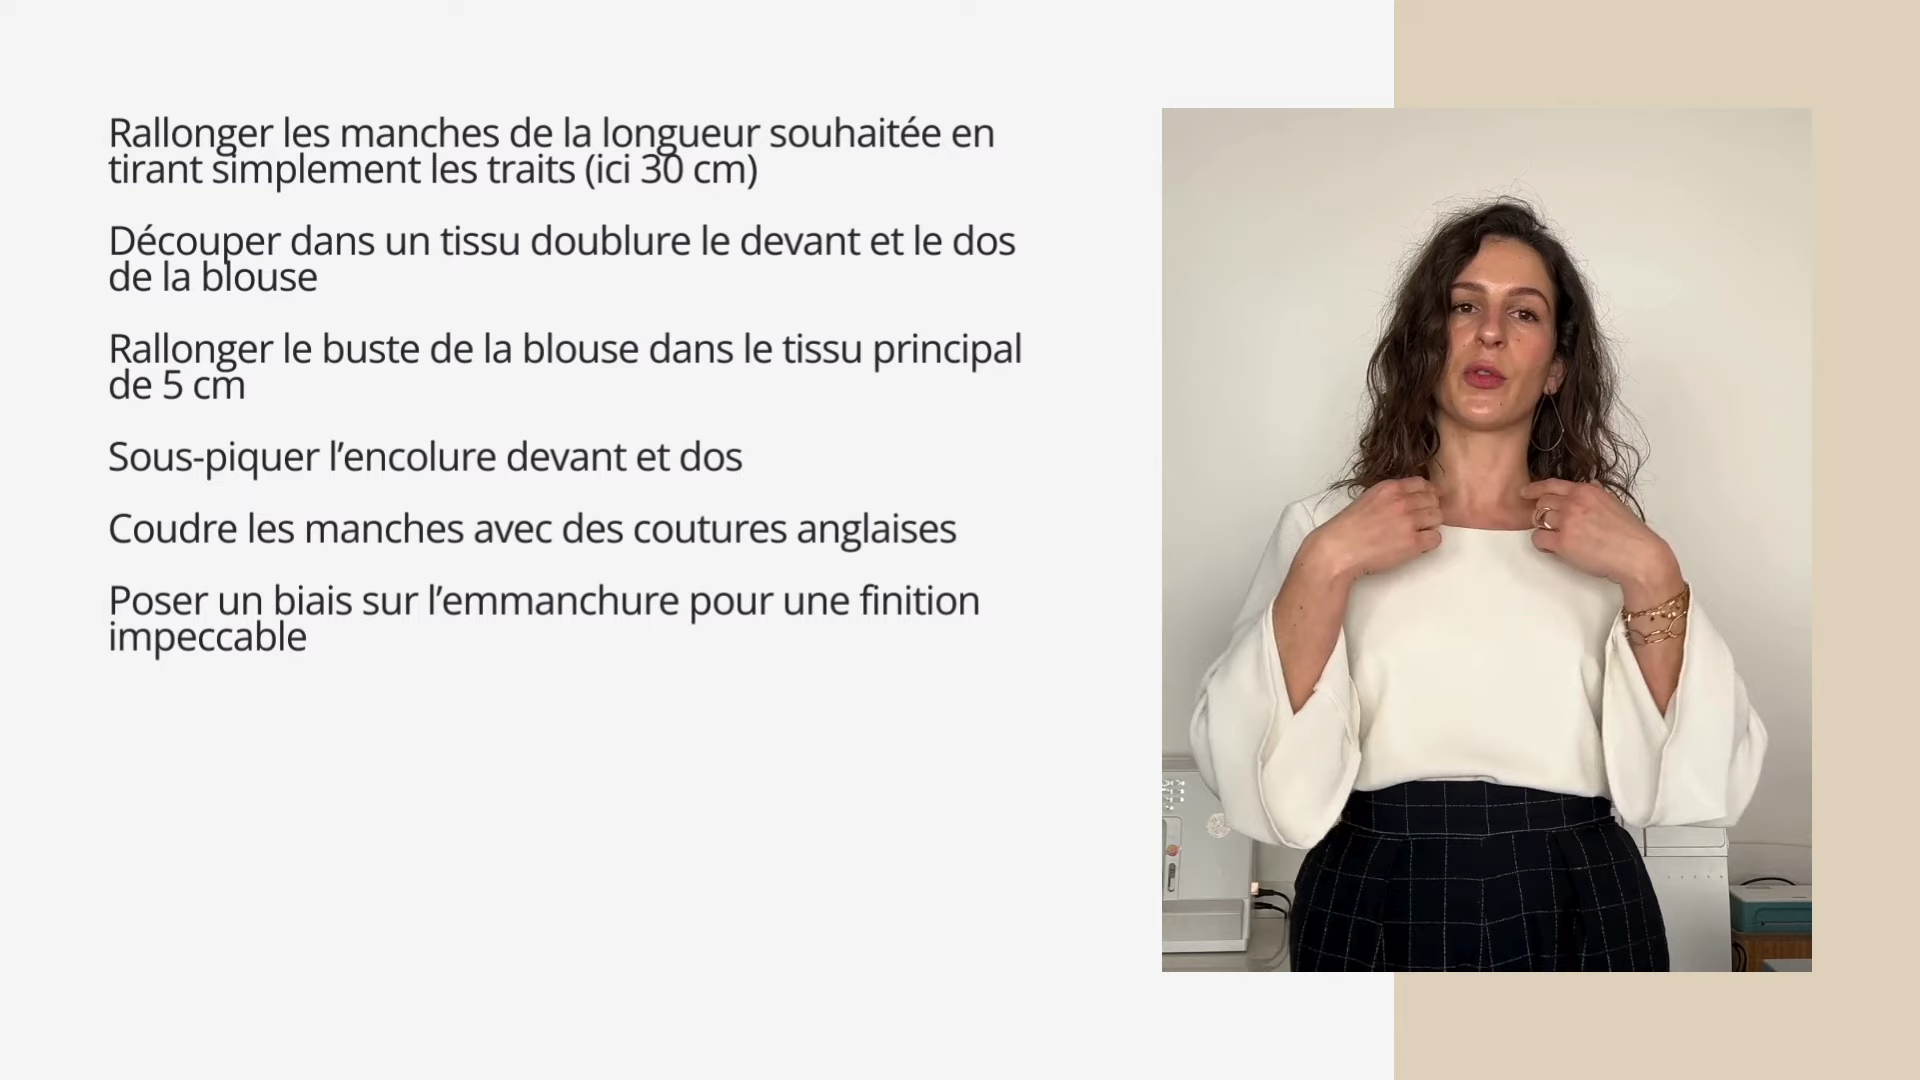 Rallonger les manches de la longueur souhaitée en
tirant simplement les traits (ici 30 cm)
Découper dans un tissu doublure le devant et le dos
de la blouse
Rallonger le buste de la blouse dans le tissu principal
de 5 cm
Sous-piquer l’encolure devant et dos
Coudre les manches avec des coutures anglaises
Poser un biais sur l’emmanchure pour une finition
impeccable